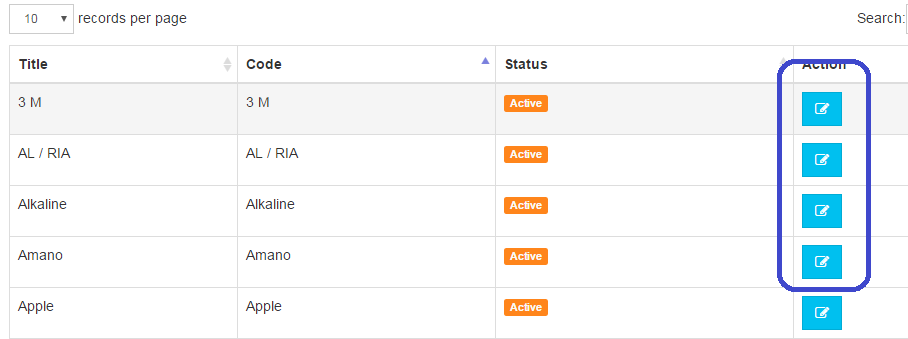 10 records per page Search:
Title Code Status Action
3 M 3 M Active
AL / RIA AL / RIA Active
Alkaline Alkaline Active
Amano Amano Active
Apple Apple Active